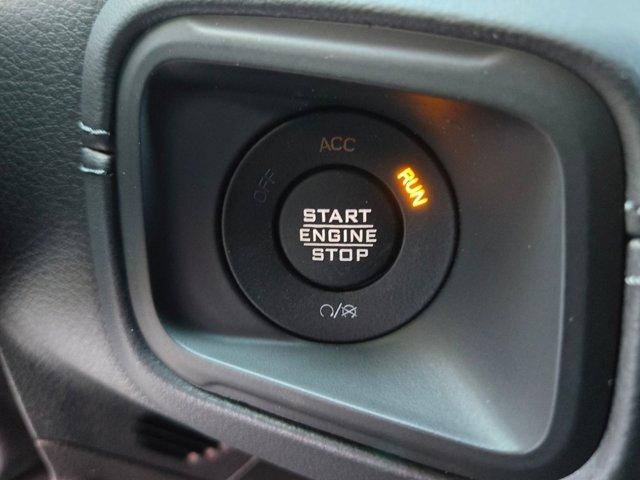 ACC
OFF
RUN
START
ENGINE
STOP